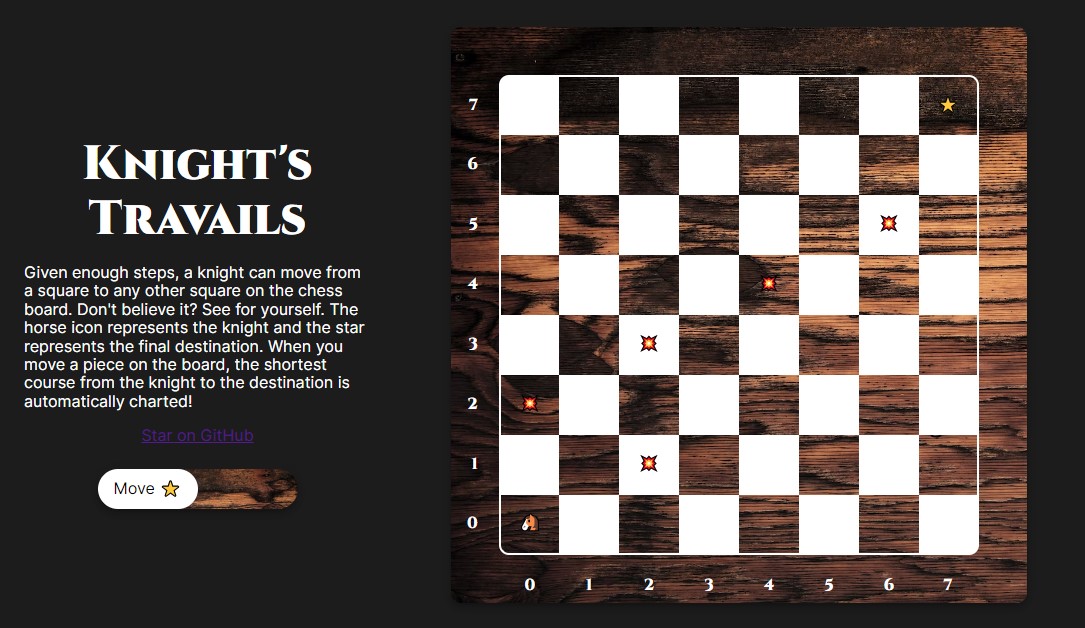 Knight's
Travails
Given enough steps, a knight can move from
a square to any other square on the chess
board. Don't believe it? See for yourself. The
horse icon represents the knight and the star
represents the final destination. When you
move a piece on the board, the shortest
course from the knight to the destination is
automatically charted!
Star on GitHub
Move
7
6
5
4
3
2
1
0
0 1 2 3 4 5 6 7